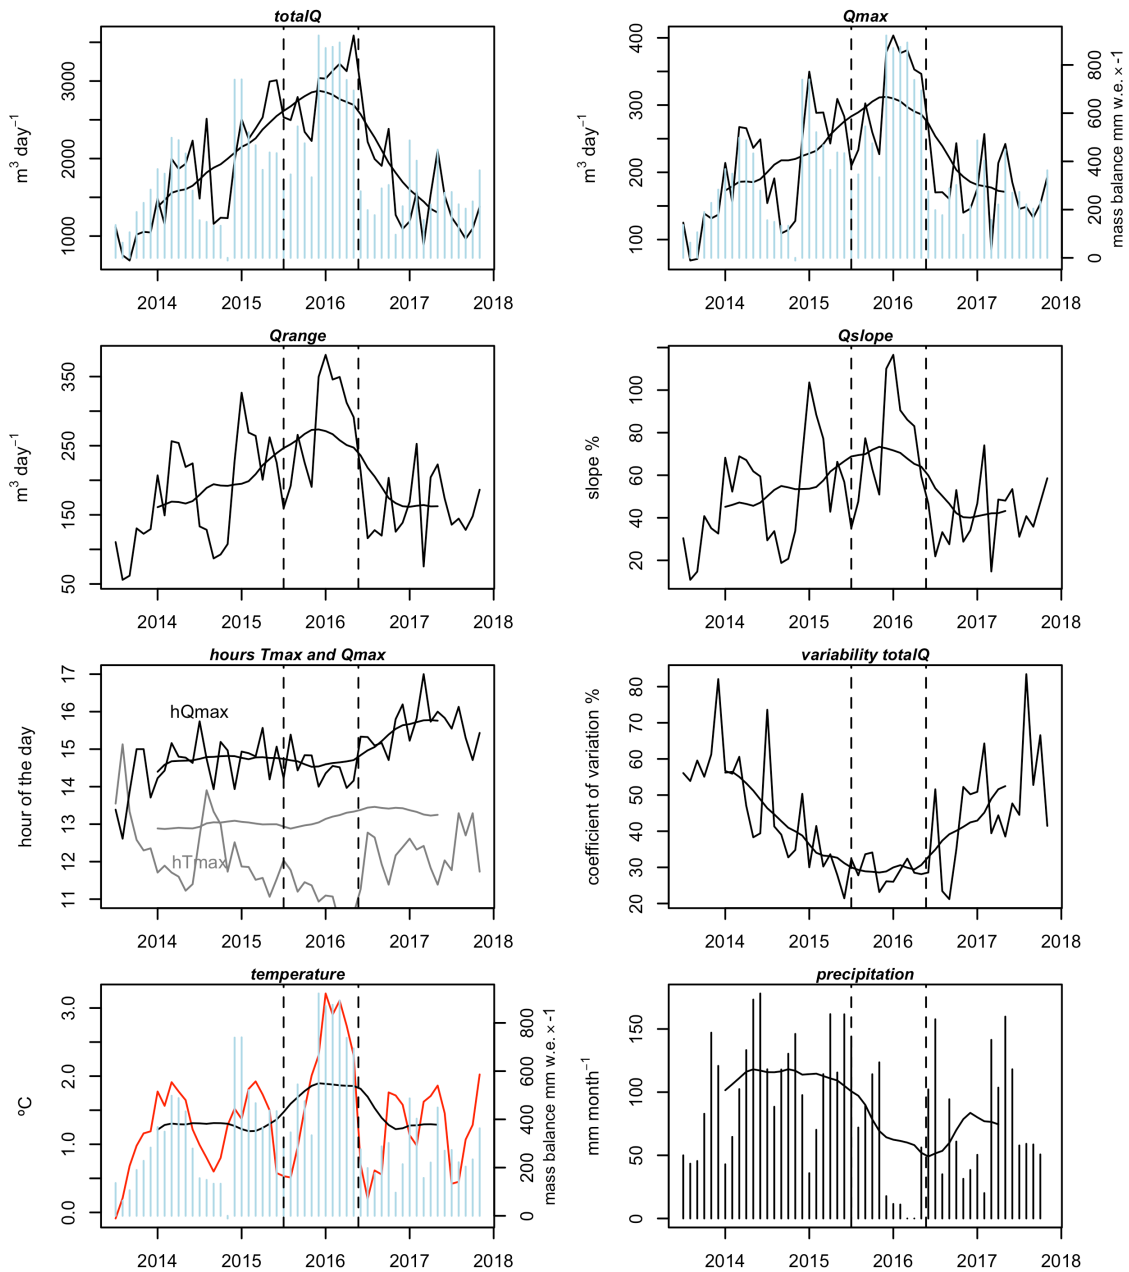 totalQ
m³ day⁻¹
1000 2000 3000
2014 2015 2016 2017 2018
Qmax
m³ day⁻¹
100 200 300 400
mass balance mm w.e. × -1
0 200 400 600 800
2014 2015 2016 2017 2018
Qrange
m³ day⁻¹
50 150 250 350
2014 2015 2016 2017 2018
Qslope
slope %
20 40 60 80 100
2014 2015 2016 2017 2018
hours Tmax and Qmax
hour of the day
11 12 13 14 15 16 17
hQmax
hTmax
2014 2015 2016 2017 2018
variability totalQ
coefficient of variation %
20 30 40 50 60 70 80
2014 2015 2016 2017 2018
temperature
ºC
0.0 1.0 2.0 3.0
mass balance mm w.e. × -1
0 200 400 600 800
2014 2015 2016 2017 2018
precipitation
mm month⁻¹
0 50 100 150
2014 2015 2016 2017 2018